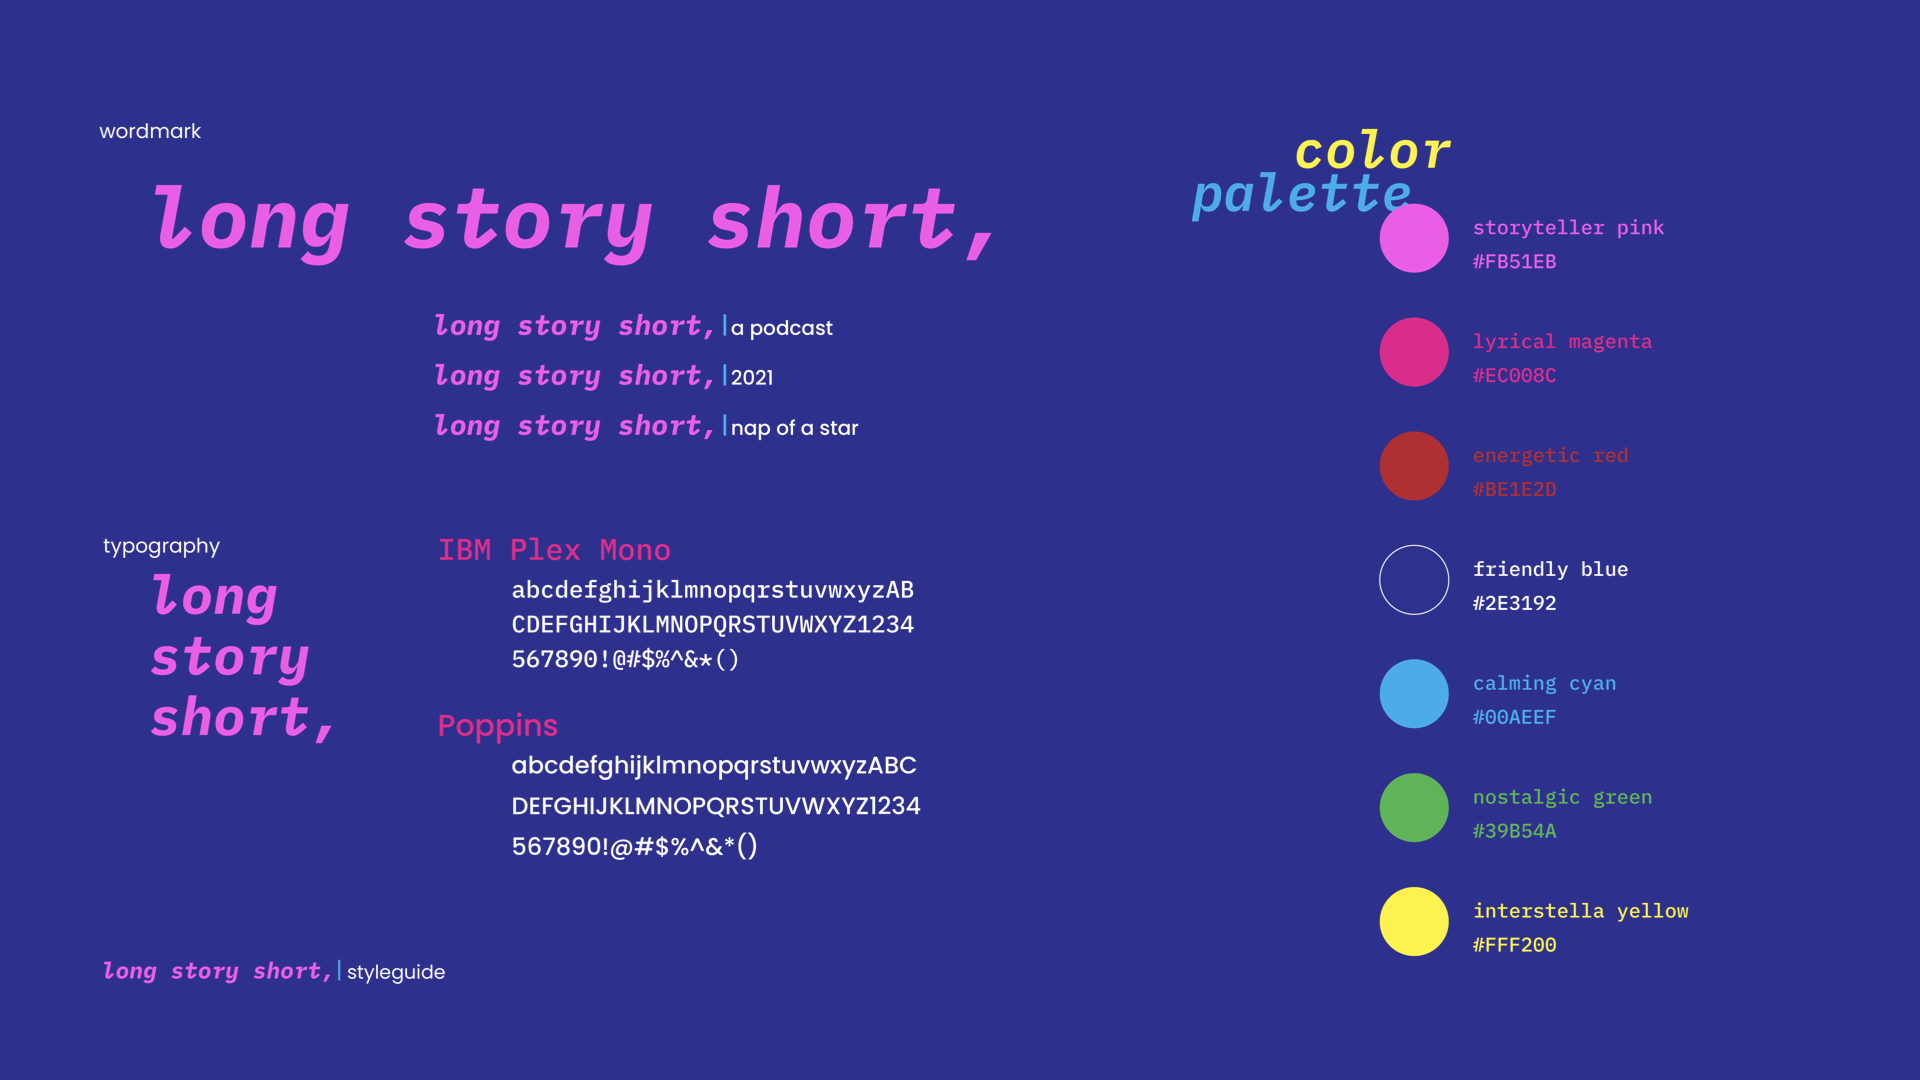 wordmark
long story short,
long story short,|a podcast
long story short,|2021
long story short,|nap of a star
typography
long
story
short,
IBM Plex Mono
abcdefghijklmnopqrstuvwxyzAB
CDEFGHIJKLMNOPQRSTUVWXYZ1234
567890!@#$%^&*()
Poppins
abcdefghijklmnopqrstuvwxyzABC
DEFGHIJKLMNOPQRSTUVWXYZ1234
567890!@#$%^&*()
long story short,|styleguide
color
palette
storyteller pink
#FB51EB
lyrical magenta
#EC008C
energetic red
#BE1E2D
friendly blue
#2E3192
calming cyan
#00AEEF
nostalgic green
#39B54A
interstella yellow
#FFF200